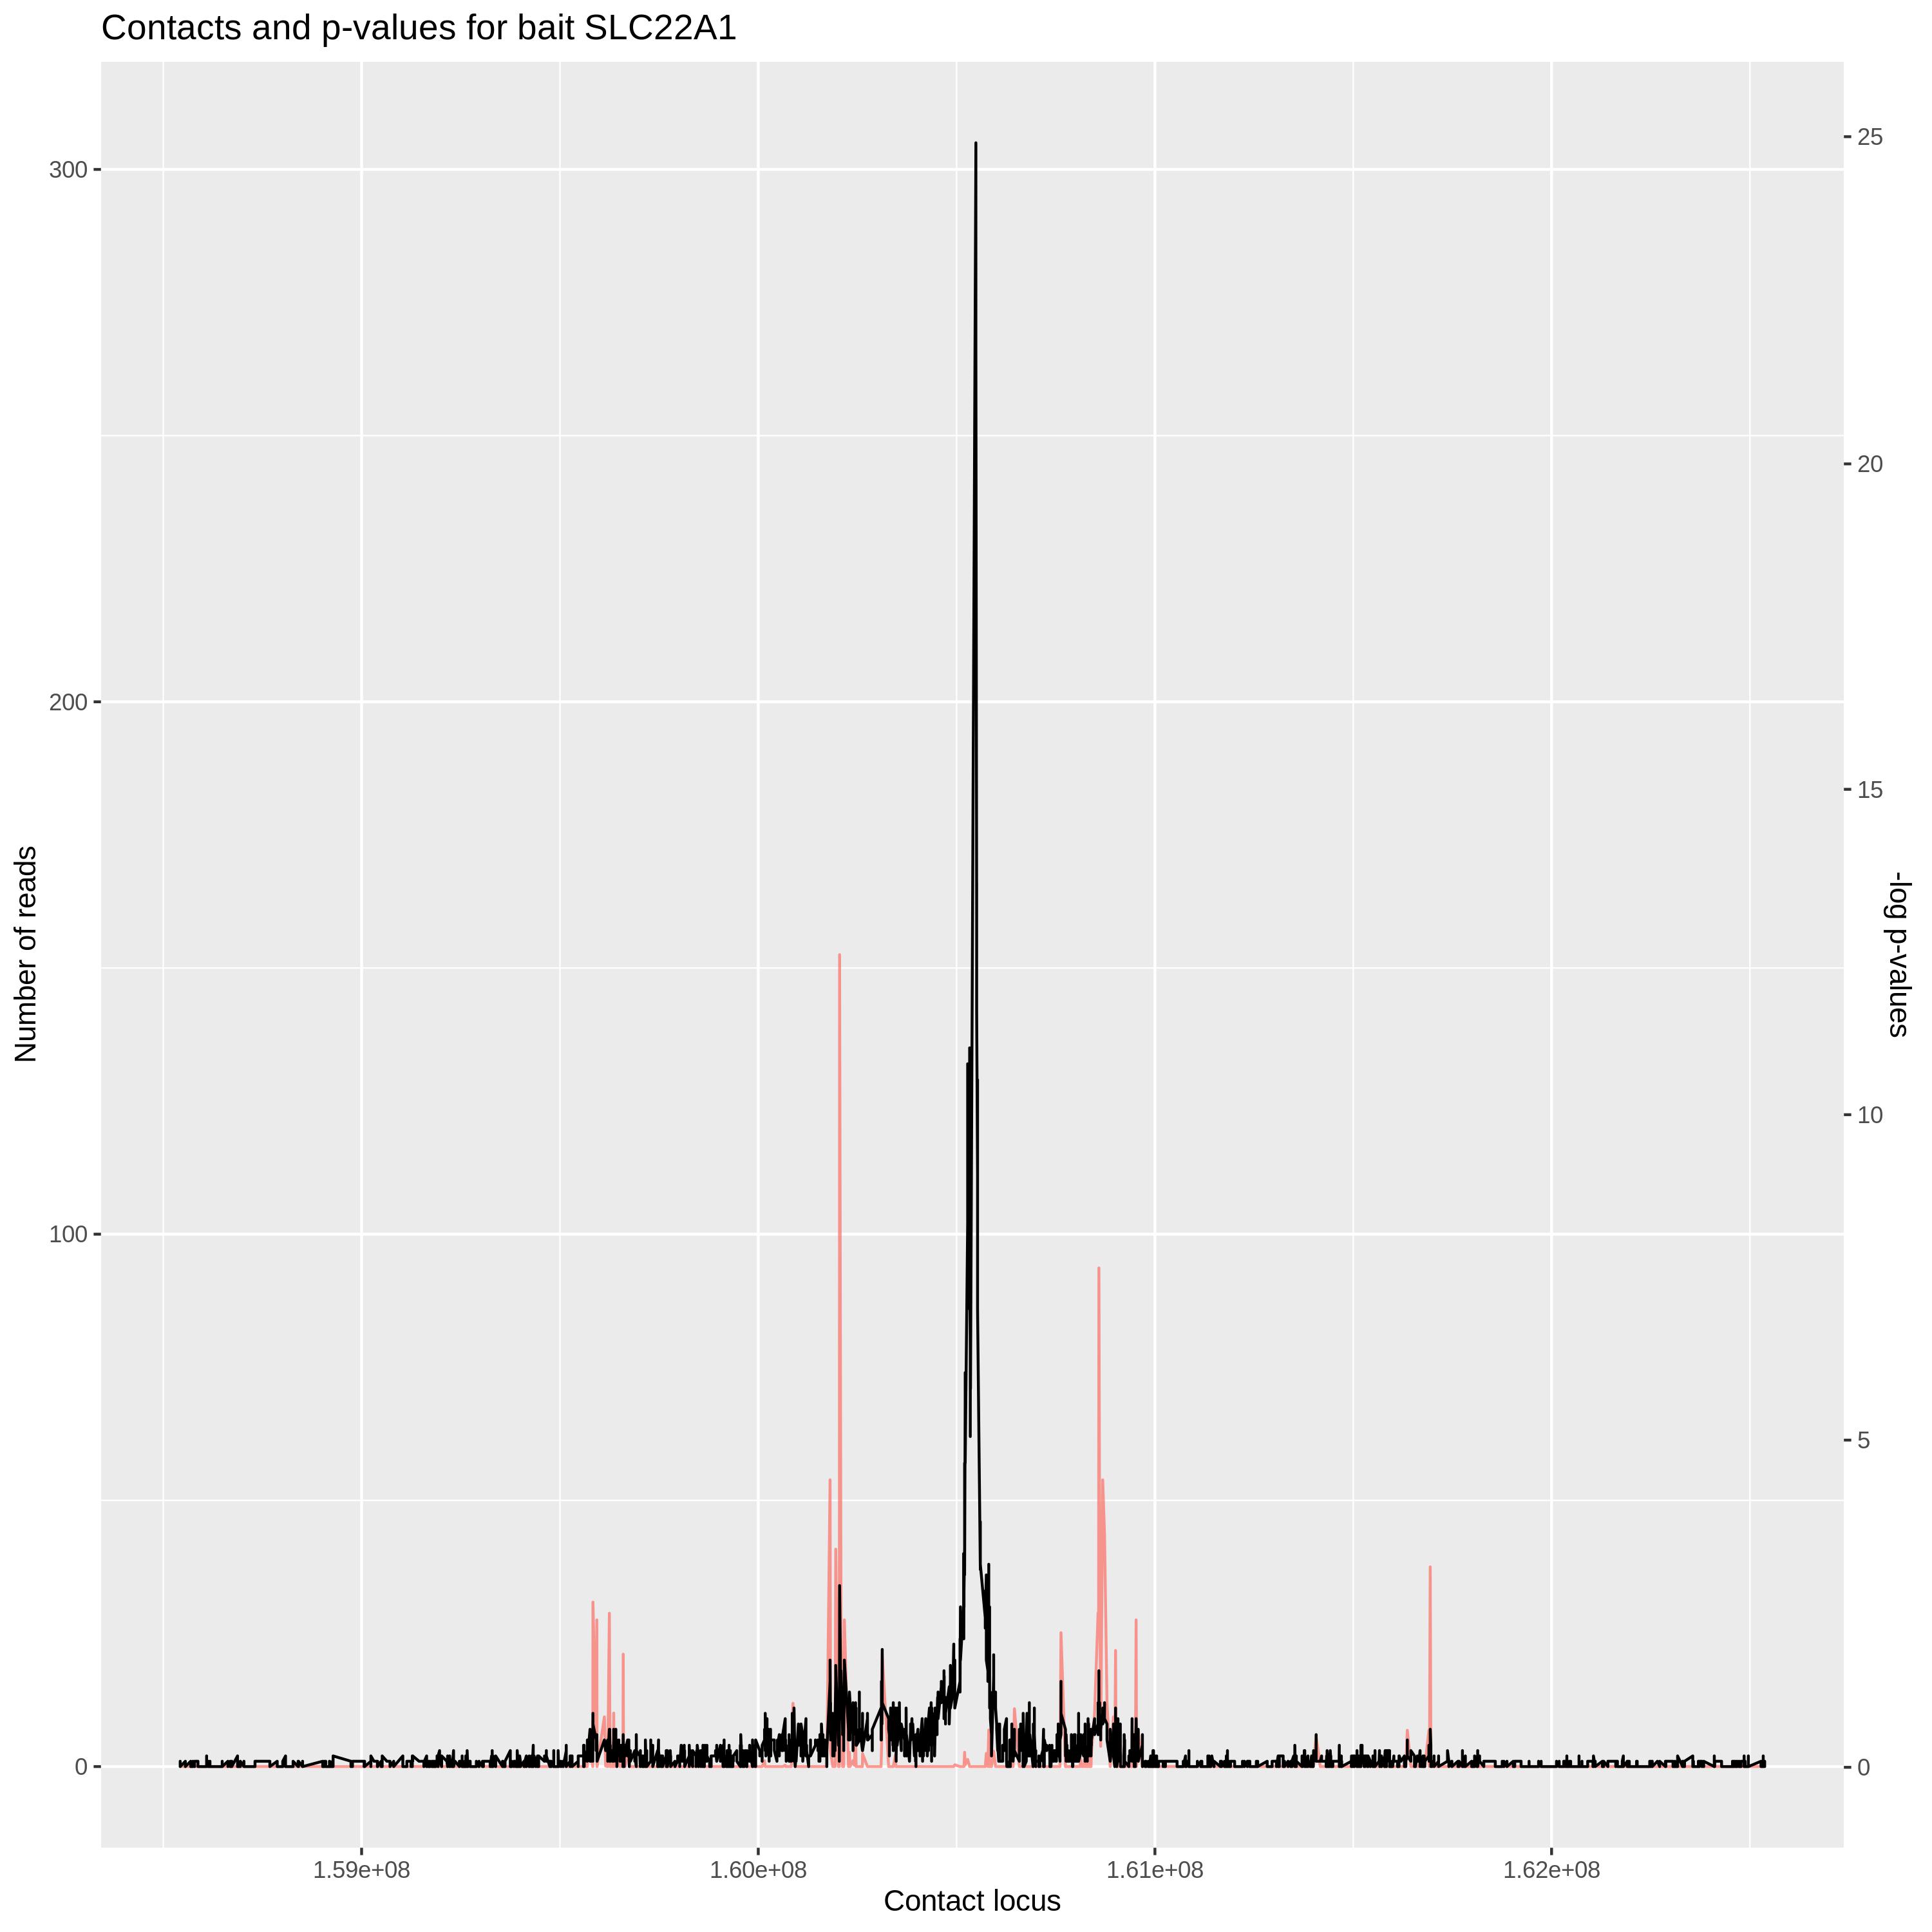 Contacts and p-values for bait SLC22A1
300
200
100
0
Number of reads
25
20
15
10
5
0
-log p-values
1.59e+08 1.60e+08 1.61e+08 1.62e+08
Contact locus